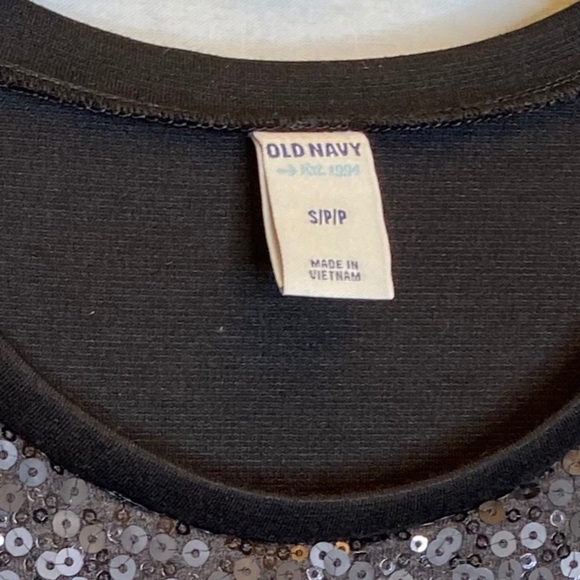 OLD NAVY
Est. 1994
S/P/P
MADE IN
VIETNAM